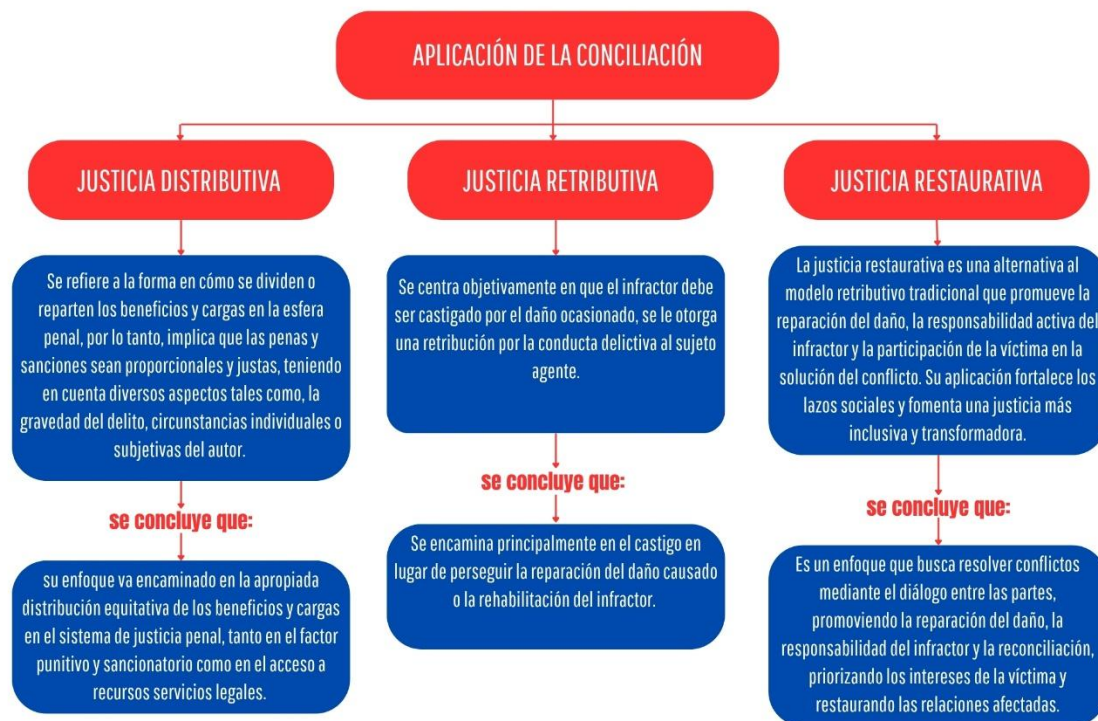 APLICACIÓN DE LA CONCILIACIÓN
JUSTICIA DISTRIBUTIVA
Se refiere a la forma en cómo se dividen o
reparten los beneficios y cargas en la esfera
penal, por lo tanto, implica que las penas y
sanciones sean proporcionales y justas, teniendo
en cuenta diversos aspectos tales como, la
gravedad del delito, circunstancias individuales o
subjetivas del autor.
se concluye que:
su enfoque va encaminado en la apropiada
distribución equitativa de los beneficios y cargas
en el sistema de justicia penal, tanto en el factor
punitivo y sancionatorio como en el acceso a
recursos servicios legales.
JUSTICIA RETRIBUTIVA
Se centra objetivamente en que el infractor debe
ser castigado por el daño ocasionado, se le otorga
una retribución por la conducta delictiva al sujeto
agente.
se concluye que:
Se encamina principalmente en el castigo en
lugar de perseguir la reparación del daño causado
o la rehabilitación del infractor.
JUSTICIA RESTAURATIVA
La justicia restaurativa es una alternativa al
modelo retributivo tradicional que promueve la
reparación del daño, la responsabilidad activa del
infractor y la participación de la víctima en la
solución del conflicto. Su aplicación fortalece los
lazos sociales y fomenta una justicia más
inclusiva y transformadora.
se concluye que:
Es un enfoque que busca resolver conflictos
mediante el diálogo entre las partes,
promoviendo la reparación del daño, la
responsabilidad del infractor y la reconciliación,
priorizando los intereses de la víctima y
restaurando las relaciones afectadas.